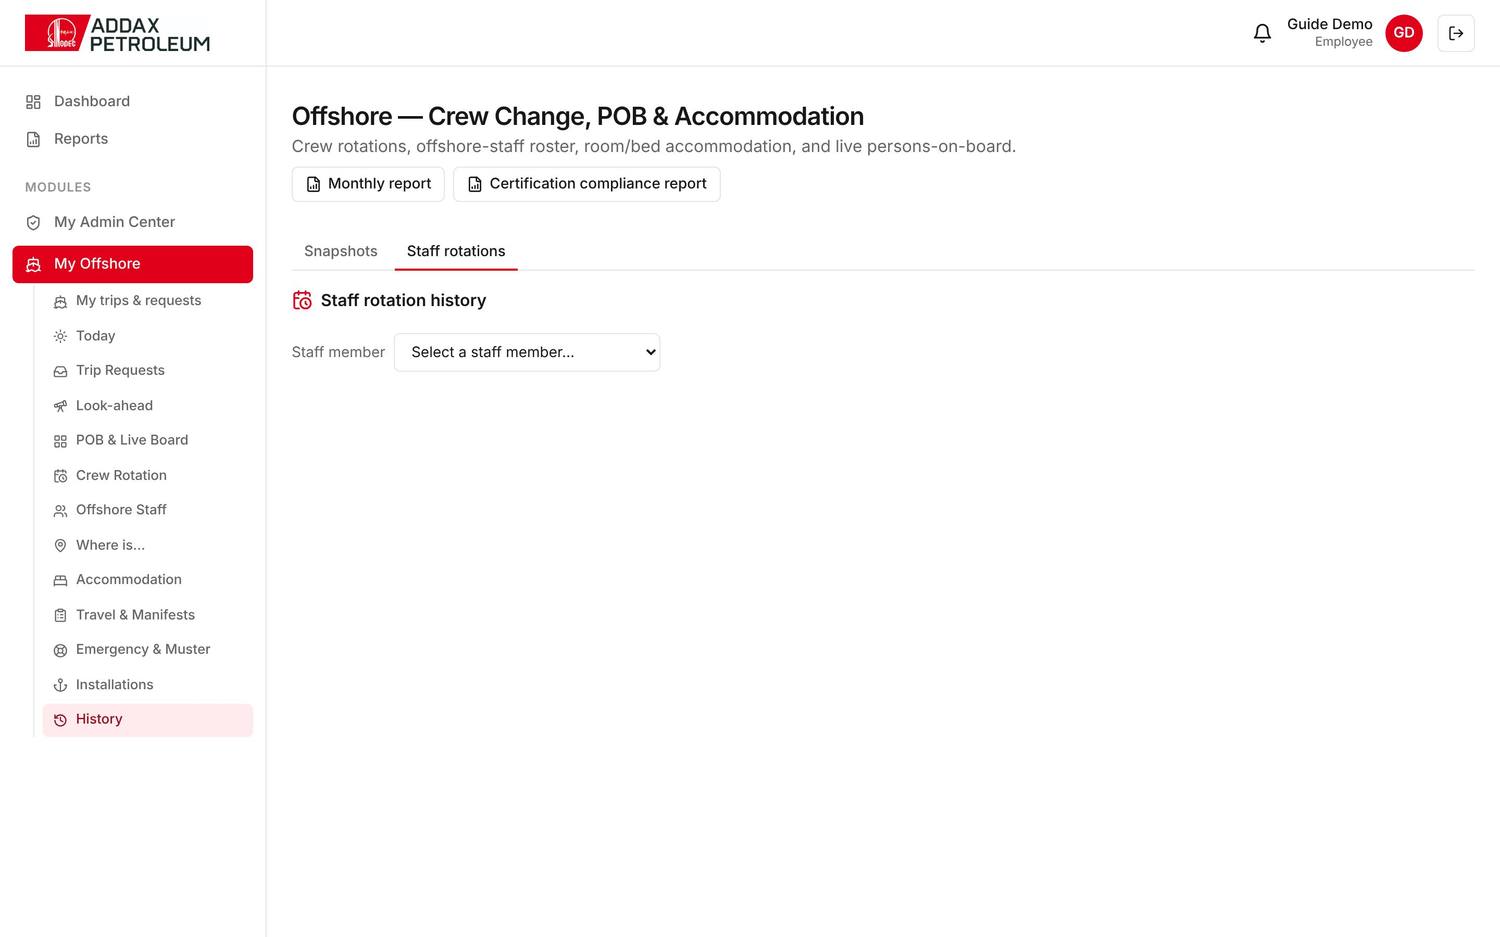 Sinopec
ADDAX
PETROLEUM
Guide Demo
Employee
GD
Dashboard
Reports
MODULES
My Admin Center
My Offshore
My trips & requests
Today
Trip Requests
Look-ahead
POB & Live Board
Crew Rotation
Offshore Staff
Where is...
Accommodation
Travel & Manifests
Emergency & Muster
Installations
History
Offshore — Crew Change, POB & Accommodation
Crew rotations, offshore-staff roster, room/bed accommodation, and live persons-on-board.
Monthly report
Certification compliance report
Snapshots
Staff rotations
Staff rotation history
Staff member
Select a staff member...